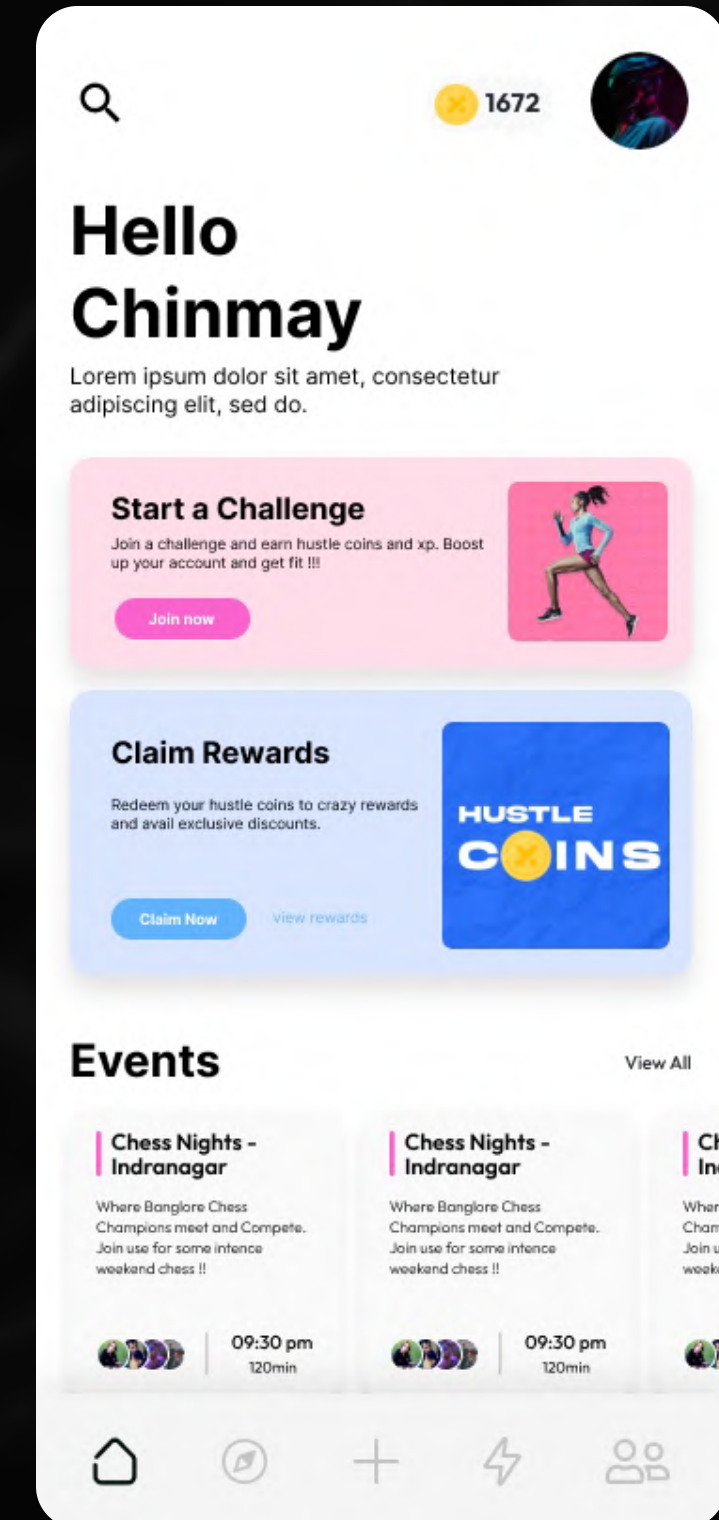 1672
Hello
Chinmay
Lorem ipsum dolor sit amet, consectetur
adipiscing elit, sed do.
Start a Challenge
Join a challenge and earn hustle coins and xp. Boost
up your account and get fit !!!
Join now
Claim Rewards
Redeem your hustle coins to crazy rewards
and avail exclusive discounts.
Claim Now
view rewards
HUSTLE
COINS
Events
View All
Chess Nights -
Indranagar
Where Banglore Chess
Champions meet and Compete.
Join use for some intence
weekend chess !!
09:30 pm
120min
Chess Nights -
Indranagar
Where Banglore Chess
Champions meet and Compete.
Join use for some intence
weekend chess !!
09:30 pm
120min